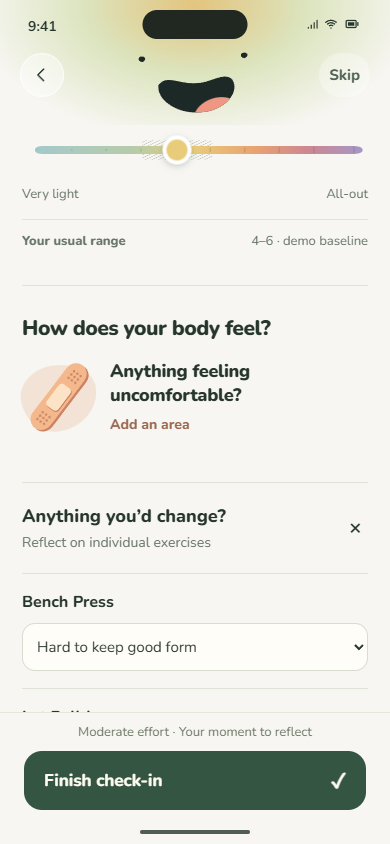 9:41
Skip
Very light
All-out
Your usual range
4–6 · demo baseline
How does your body feel?
Anything feeling
uncomfortable?
Add an area
Anything you’d change?
Reflect on individual exercises
Bench Press
Hard to keep good form
Moderate effort · Your moment to reflect
Finish check-in